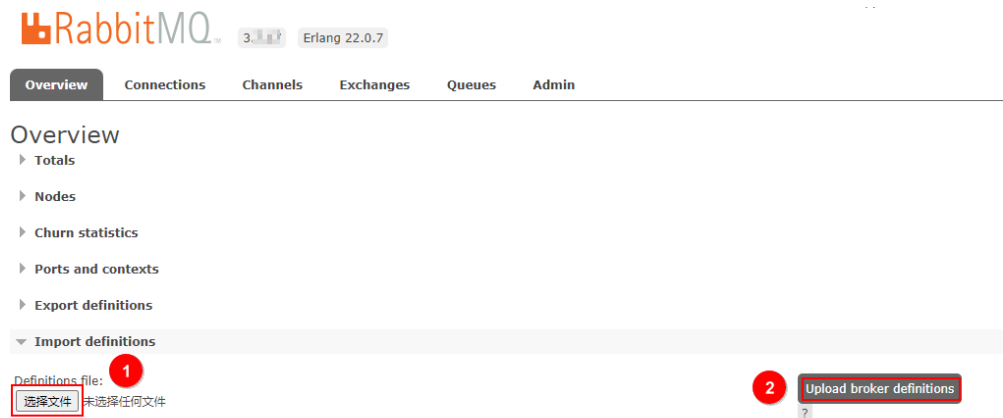 RabbitMQ™ 3. Erlang 22.0.7
Overview Connections Channels Exchanges Queues Admin
Overview
Totals
Nodes
Churn statistics
Ports and contexts
Export definitions
Import definitions
Definitions file: 1
选择文件 未选择任何文件
2 Upload broker definitions
?